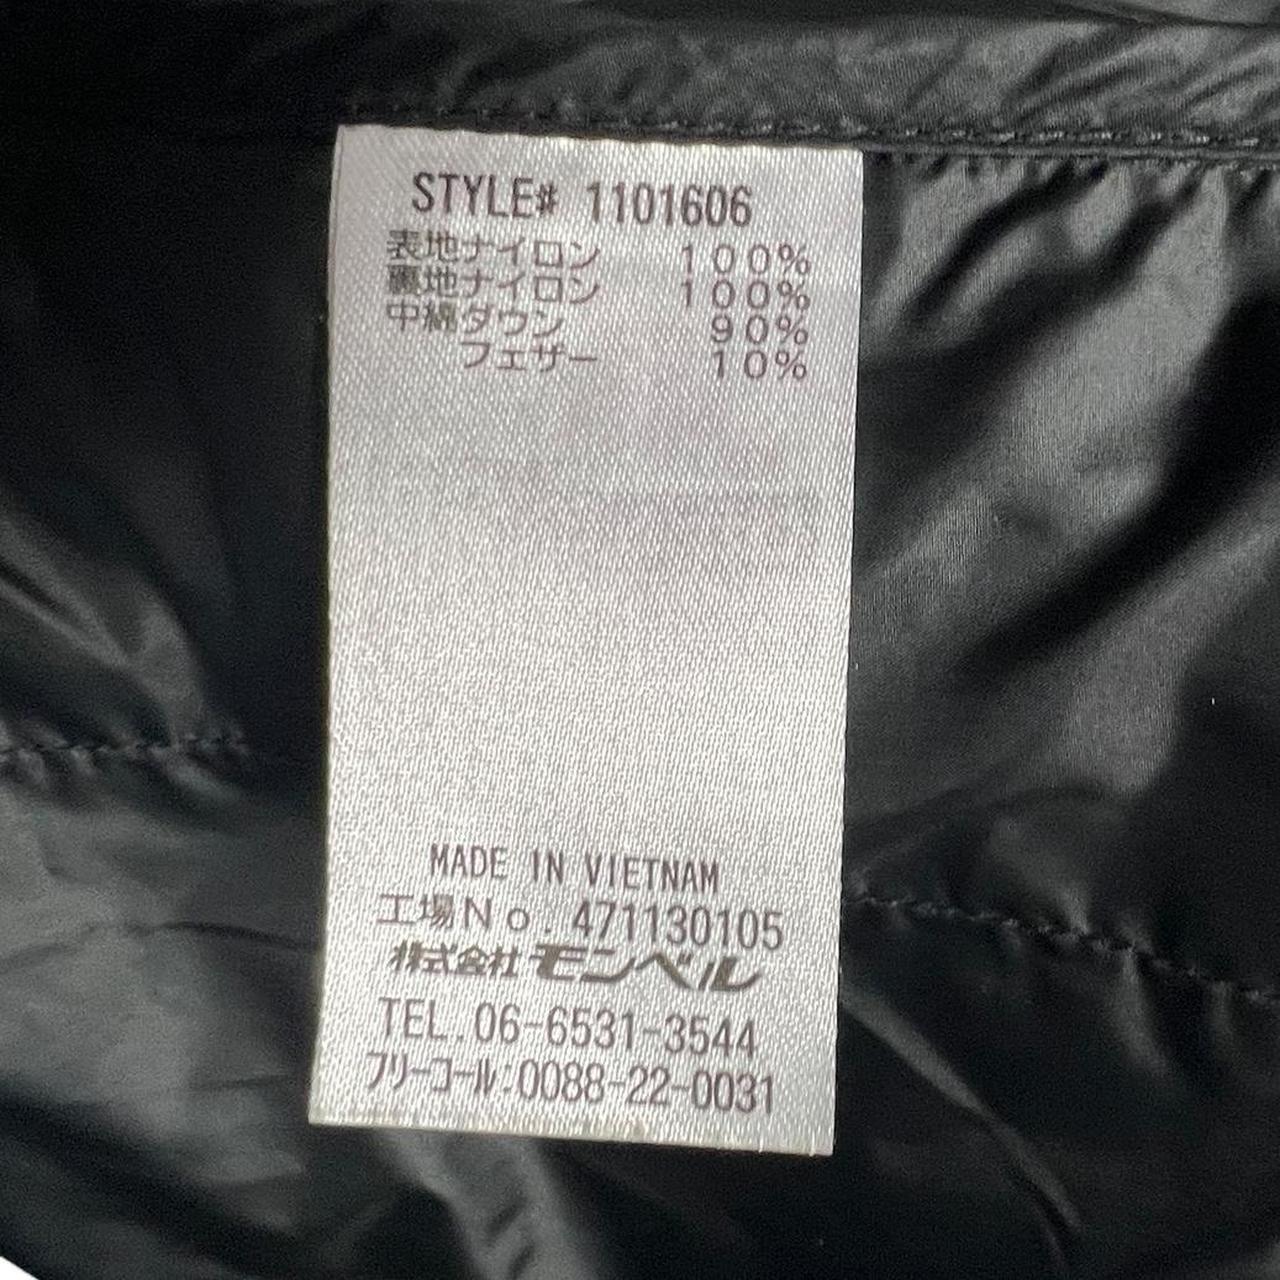 STYLE# 1101606
表地ナイロン 100%
裏地ナイロン 100%
中綿ダウン 90%
フェザー 10%
MADE IN VIETNAM
工場No. 471130105
株式会社モンベル
TEL.06-6531-3544
フリーコール:0088-22-0031